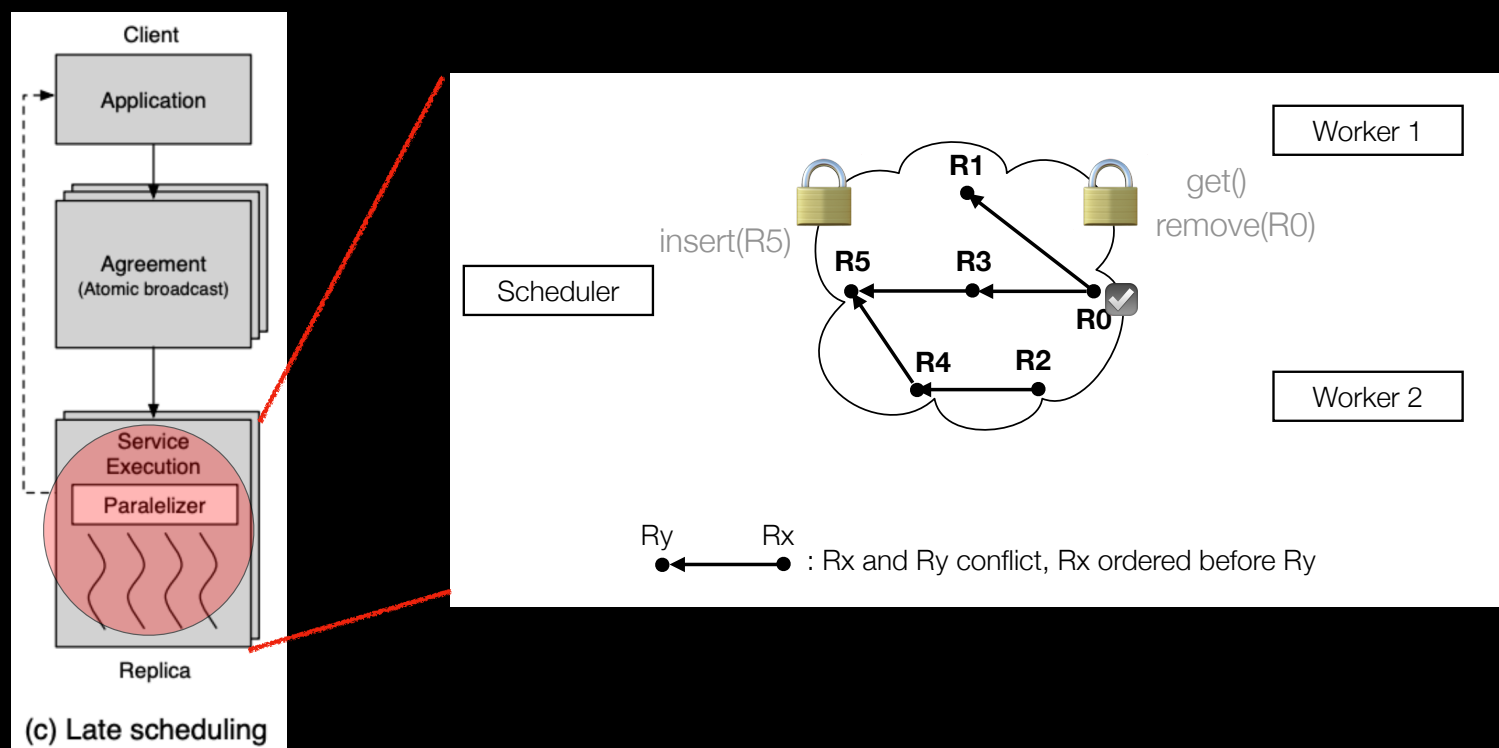 Client
Application
Agreement
(Atomic broadcast)
Service
Execution
Paralelizer
Replica
(c) Late scheduling
Worker 1
R1
get()
remove(R0)
insert(R5)
R5
R3
Scheduler
R0
R4
R2
Worker 2
Ry
Rx
: Rx and Ry conflict, Rx ordered before Ry